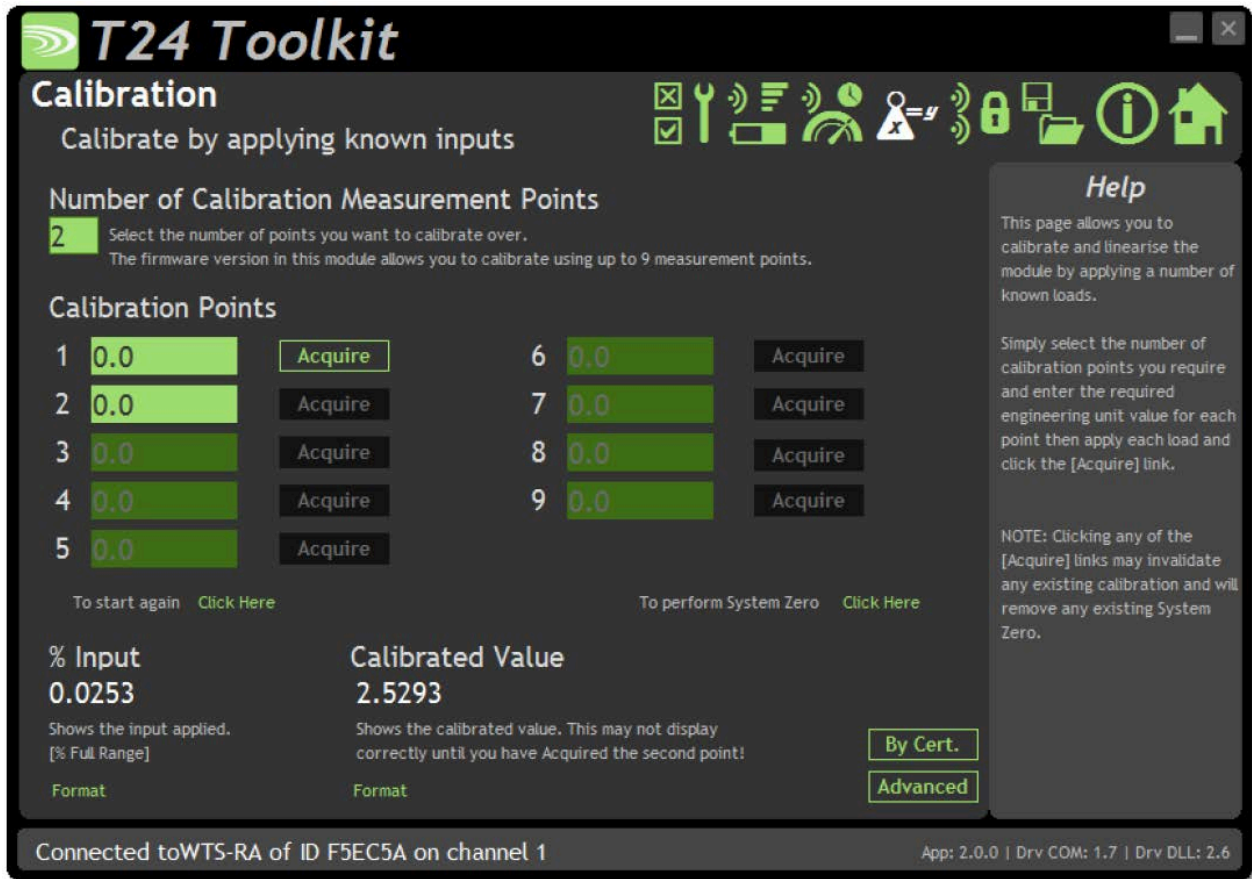 T24 Toolkit
Calibration
Calibrate by applying known inputs
x =y
Number of Calibration Measurement Points
2
Select the number of points you want to calibrate over.
The firmware version in this module allows you to calibrate using up to 9 measurement points.
Calibration Points
1 0.0 Acquire
2 0.0 Acquire
3 0.0 Acquire
4 0.0 Acquire
5 0.0 Acquire
6 0.0 Acquire
7 0.0 Acquire
8 0.0 Acquire
9 0.0 Acquire
To start again Click Here
To perform System Zero Click Here
% Input
0.0253
Shows the input applied.
[% Full Range]
Format
Calibrated Value
2.5293
Shows the calibrated value. This may not display
correctly until you have Acquired the second point!
Format
By Cert.
Advanced
Help
This page allows you to
calibrate and linearise the
module by applying a number of
known loads.
Simply select the number of
calibration points you require
and enter the required
engineering unit value for each
point then apply each load and
click the [Acquire] link.
NOTE: Clicking any of the
[Acquire] links may invalidate
any existing calibration and will
remove any existing System
Zero.
Connected toWTS-RA of ID F5EC5A on channel 1
App: 2.0.0 | Drv COM: 1.7 | Drv DLL: 2.6